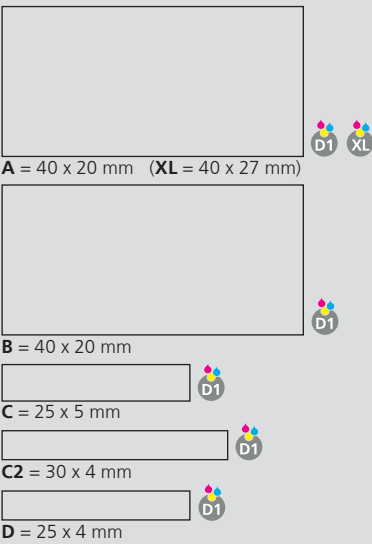 D1 XL
A = 40 x 20 mm (XL = 40 x 27 mm)
D1
B = 40 x 20 mm
D1
C = 25 x 5 mm
D1
C2 = 30 x 4 mm
D1
D = 25 x 4 mm